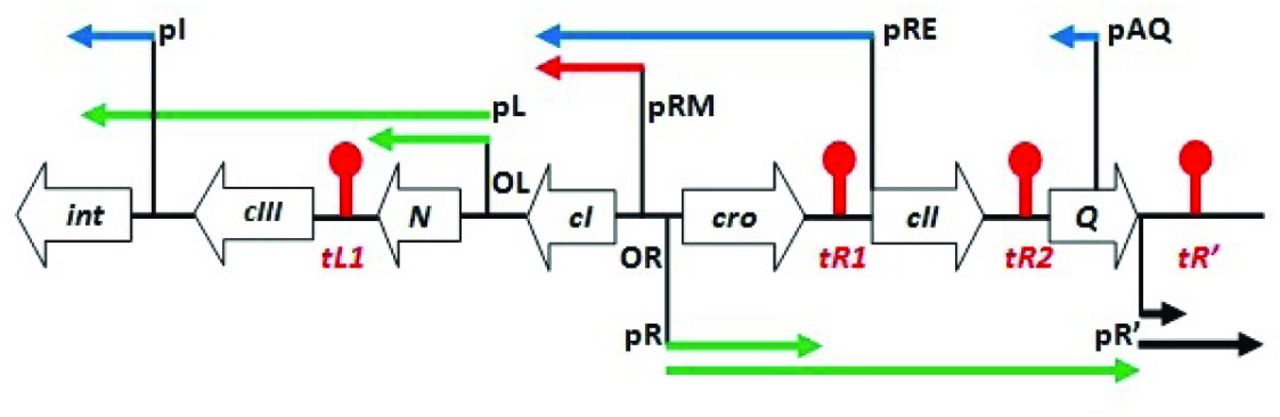 pI
pRE
pAQ
pL
pRM
OL
int
cIII
N
cI
cro
cII
Q
tL1
OR
tR1
tR2
tR’
pR
pR’